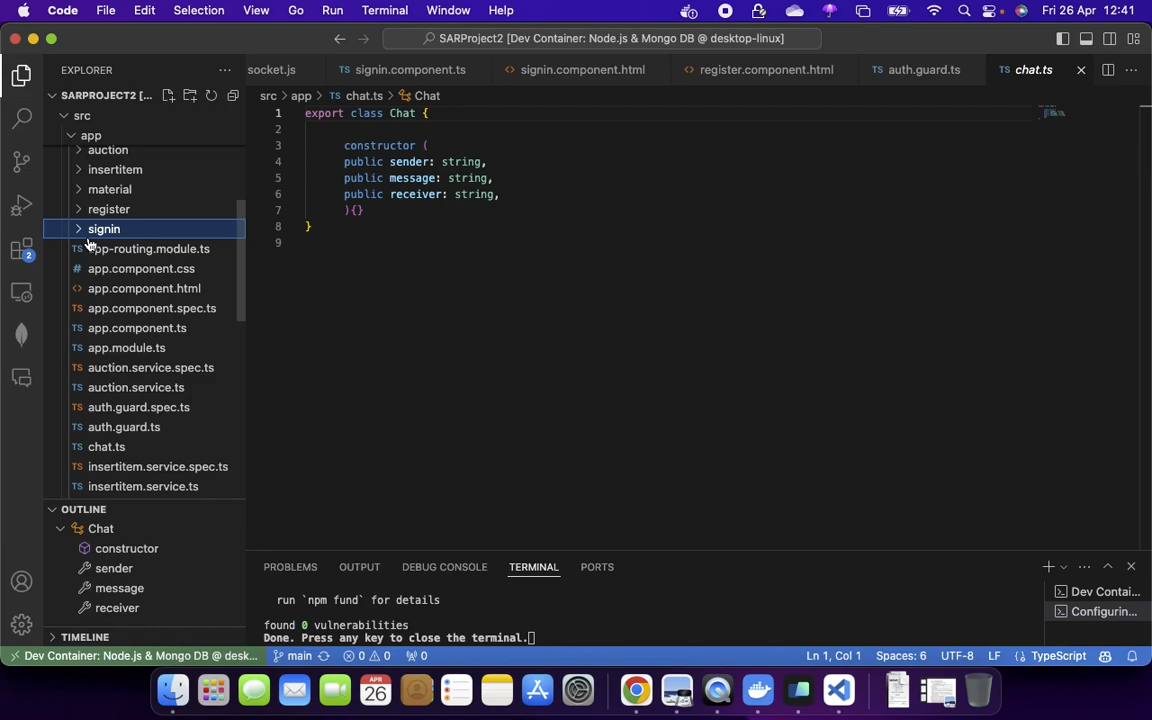 Code File Edit Selection View Go Run Terminal Window Help Fri 26 Apr 12:41
SARProject2 [Dev Container: Node.js & Mongo DB @ desktop-linux]
EXPLORER
socket.js signin.component.ts signin.component.html register.component.html auth.guard.ts chat.ts
SARPROJECT2 [...
src > app > TS chat.ts > Chat
src
app
auction
insertitem
material
register
signin
app-routing.module.ts
app.component.css
app.component.html
app.component.spec.ts
app.component.ts
app.module.ts
auction.service.spec.ts
auction.service.ts
auth.guard.spec.ts
auth.guard.ts
chat.ts
insertitem.service.spec.ts
insertitem.service.ts
1 export class Chat {
2
3 constructor (
4 public sender: string,
5 public message: string,
6 public receiver: string,
7 ){}
8 }
9
OUTLINE
Chat
constructor
sender
message
receiver
TIMELINE
PROBLEMS OUTPUT DEBUG CONSOLE TERMINAL PORTS
run `npm fund` for details
found 0 vulnerabilities
Done. Press any key to close the terminal.
Dev Contai...
Configurin...
Dev Container: Node.js & Mongo DB @ desk... main 0 0 0 Ln 1, Col 1 Spaces: 6 UTF-8 LF TypeScript
2
APR
26